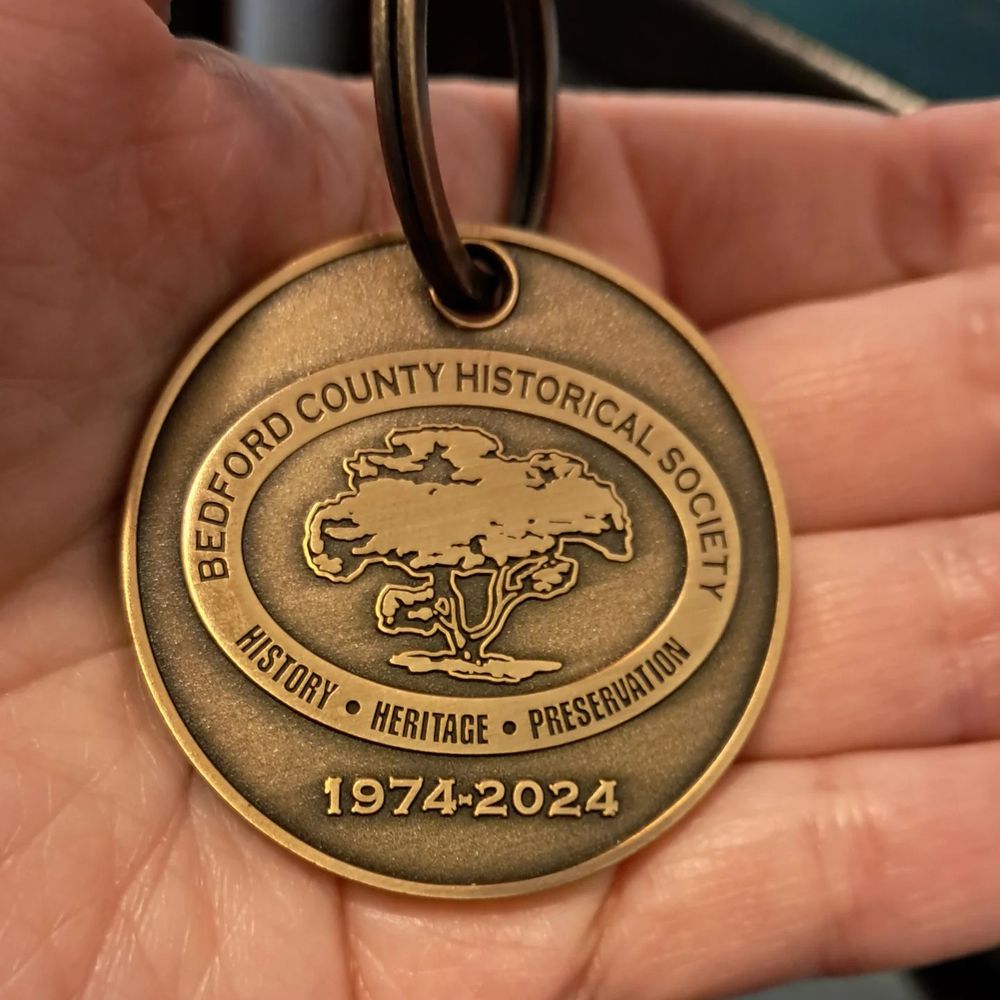 BEDFORD COUNTY HISTORICAL SOCIETY
HISTORY • HERITAGE • PRESERVATION
1974-2024